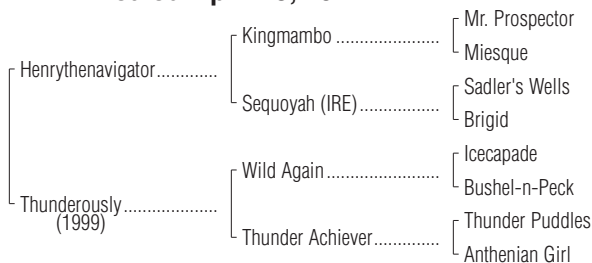 Kingmambo
Mr. Prospector
Miesque
Henrythenavigator
Sequoyah (IRE)
Sadler's Wells
Brigid
Wild Again
Icecapade
Bushel-n-Peck
Thunderously
(1999)
Thunder Achiever
Thunder Puddles
Anthenian Girl